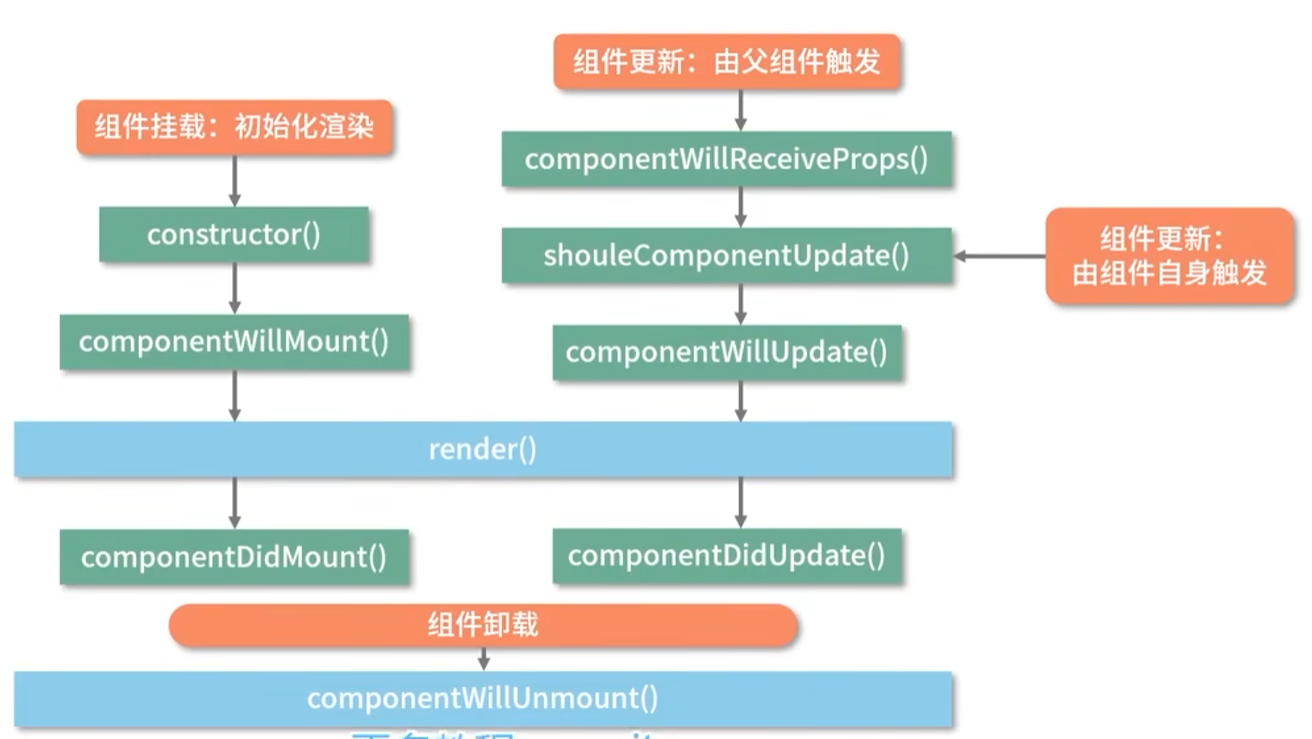 组件挂载：初始化渲染
constructor()
componentWillMount()
组件更新：由父组件触发
componentWillReceiveProps()
shouleComponentUpdate()
组件更新：
由组件自身触发
componentWillUpdate()
render()
componentDidMount()
componentDidUpdate()
组件卸载
componentWillUnmount()